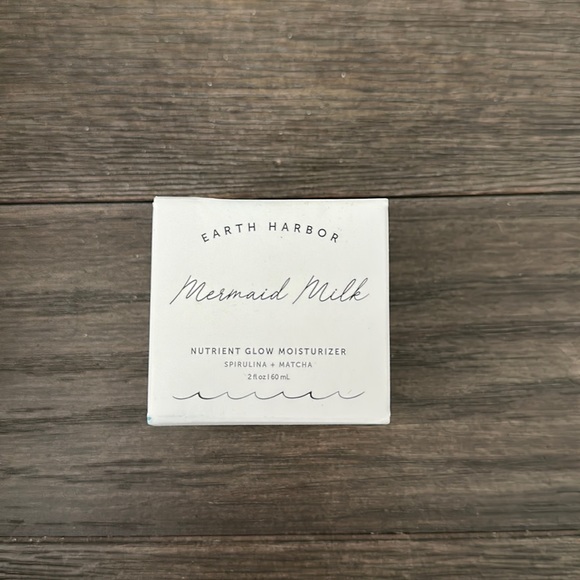 EARTH HARBOR
Mermaid Milk
NUTRIENT GLOW MOISTURIZER
SPIRULINA + MATCHA
2 fl oz | 60 mL